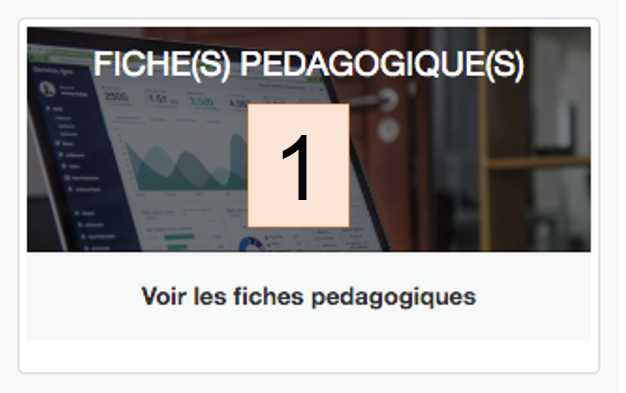 FICHE(S) PEDAGOGIQUE(S)
1
Voir les fiches pedagogiques